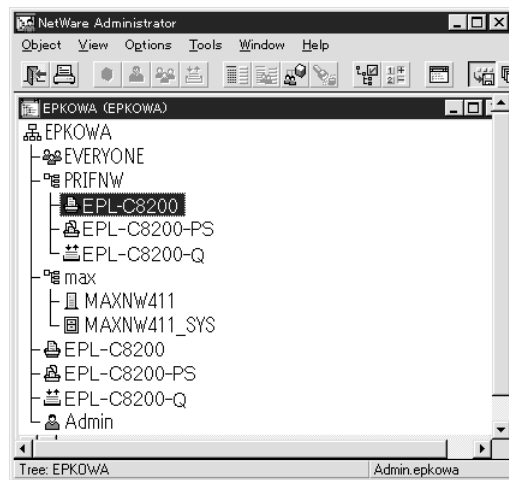 NetWare Administrator
Object View Options Tools Window Help
EPKOWA (EPKOWA)
EPKOWA
EVERYONE
PRIFNW
EPL-C8200
EPL-C8200-PS
EPL-C8200-Q
max
MAXNW411
MAXNW411_SYS
EPL-C8200
EPL-C8200-PS
EPL-C8200-Q
Admin
Tree: EPKOWA Admin.epkowa